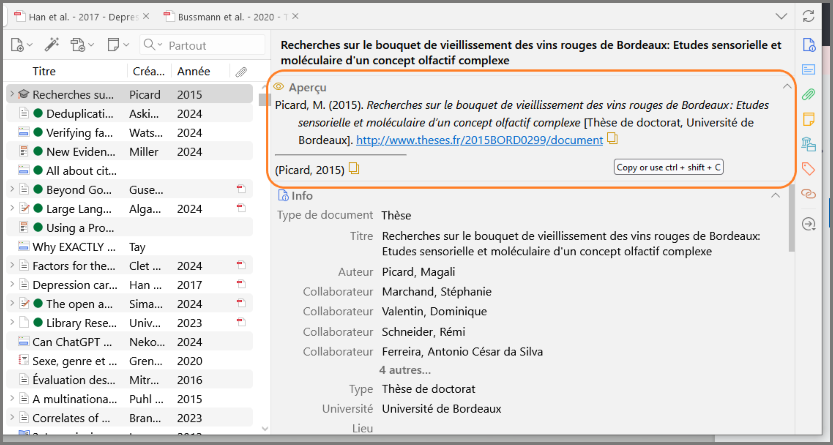 Han et al. - 2017 - Depres
Bussmann et al. - 2020 - T
Partout
Titre Créa... Année
Recherches su... Picard 2015
Deduplicati... Aski... 2024
Verifying fa... Wats... 2024
New Eviden... Miller 2024
All about cit...
Beyond Go... Guse...
Large Lang... Alga... 2024
Using a Pro...
Why EXACTLY ... Tay
Factors for the... Clet ... 2024
Depression car... Han ... 2017
The open a... Sima... 2024
Library Rese... Univ... 2023
Can ChatGPT ... Neko... 2024
Sexe, genre et ... Gren... 2020
Évaluation des... Mitr... 2016
A multinationa... Puhl ... 2015
Correlates of ... Bran... 2023
Recherches sur le bouquet de vieillissement des vins rouges de Bordeaux: Etudes sensorielle et
moléculaire d'un concept olfactif complexe
Aperçu
Picard, M. (2015). Recherches sur le bouquet de vieillissement des vins rouges de Bordeaux: Etudes
sensorielle et moléculaire d'un concept olfactif complexe [Thèse de doctorat, Université de
Bordeaux]. http://www.theses.fr/2015BORD0299/document
(Picard, 2015)
Copy or use ctrl + shift + C
Info
Type de document Thèse
Titre Recherches sur le bouquet de vieillissement des vins rouges de Bordeaux:
Etudes sensorielle et moléculaire d'un concept olfactif complexe
Auteur Picard, Magali
Collaborateur Marchand, Stéphanie
Collaborateur Valentin, Dominique
Collaborateur Schneider, Rémi
Collaborateur Ferreira, Antonio César da Silva
4 autres...
Type Thèse de doctorat
Université Université de Bordeaux
Lieu